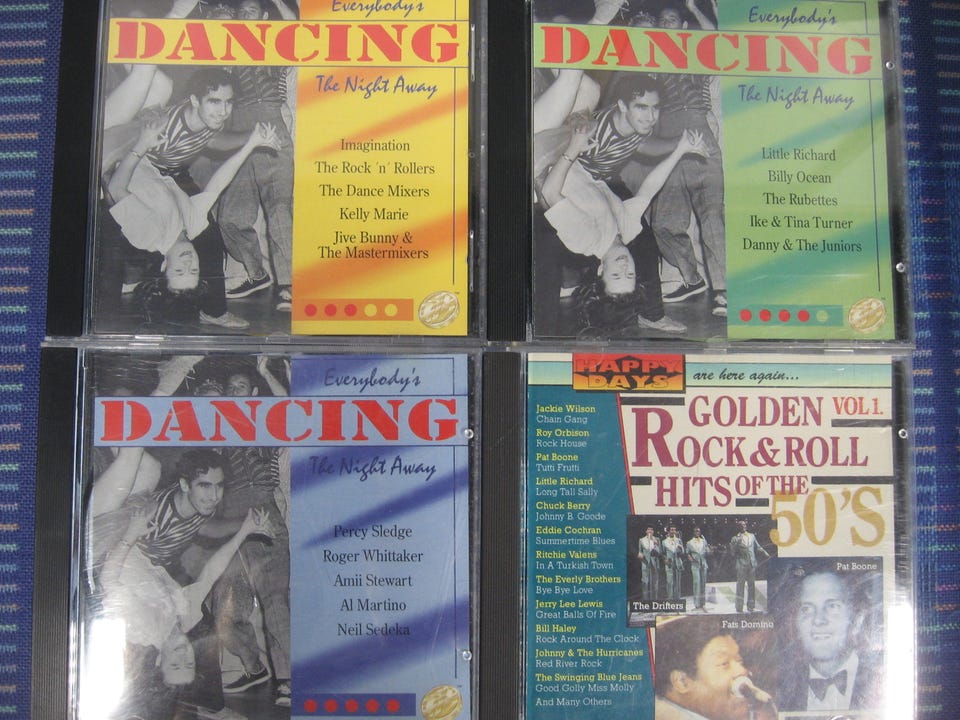 Everybody's
DANCING
The Night Away
Imagination
The Rock 'n' Rollers
The Dance Mixers
Kelly Marie
Jive Bunny &
The Mastermixers
Everybody's
DANCING
The Night Away
Little Richard
Billy Ocean
The Rubettes
Ike & Tina Turner
Danny & The Juniors
Everybody's
DANCING
The Night Away
Percy Sledge
Roger Whittaker
Amii Stewart
Al Martino
Neil Sedeka
HAPPY
DAYS
are here again...
GOLDEN VOL 1.
ROCK & ROLL
HITS OF THE
50'S
Jackie Wilson
Chain Gang
Roy Orbison
Rock House
Pat Boone
Tutti Frutti
Little Richard
Long Tall Sally
Chuck Berry
Johnny B. Goode
Eddie Cochran
Summertime Blues
Ritchie Valens
In A Turkish Town
The Everly Brothers
Bye Bye Love
Jerry Lee Lewis
Great Balls Of Fire
Bill Haley
Rock Around The Clock
Johnny & The Hurricanes
Red River Rock
The Swinging Blue Jeans
Good Golly Miss Molly
And Many Others
The Drifters
Pat Boone
Fats Domino